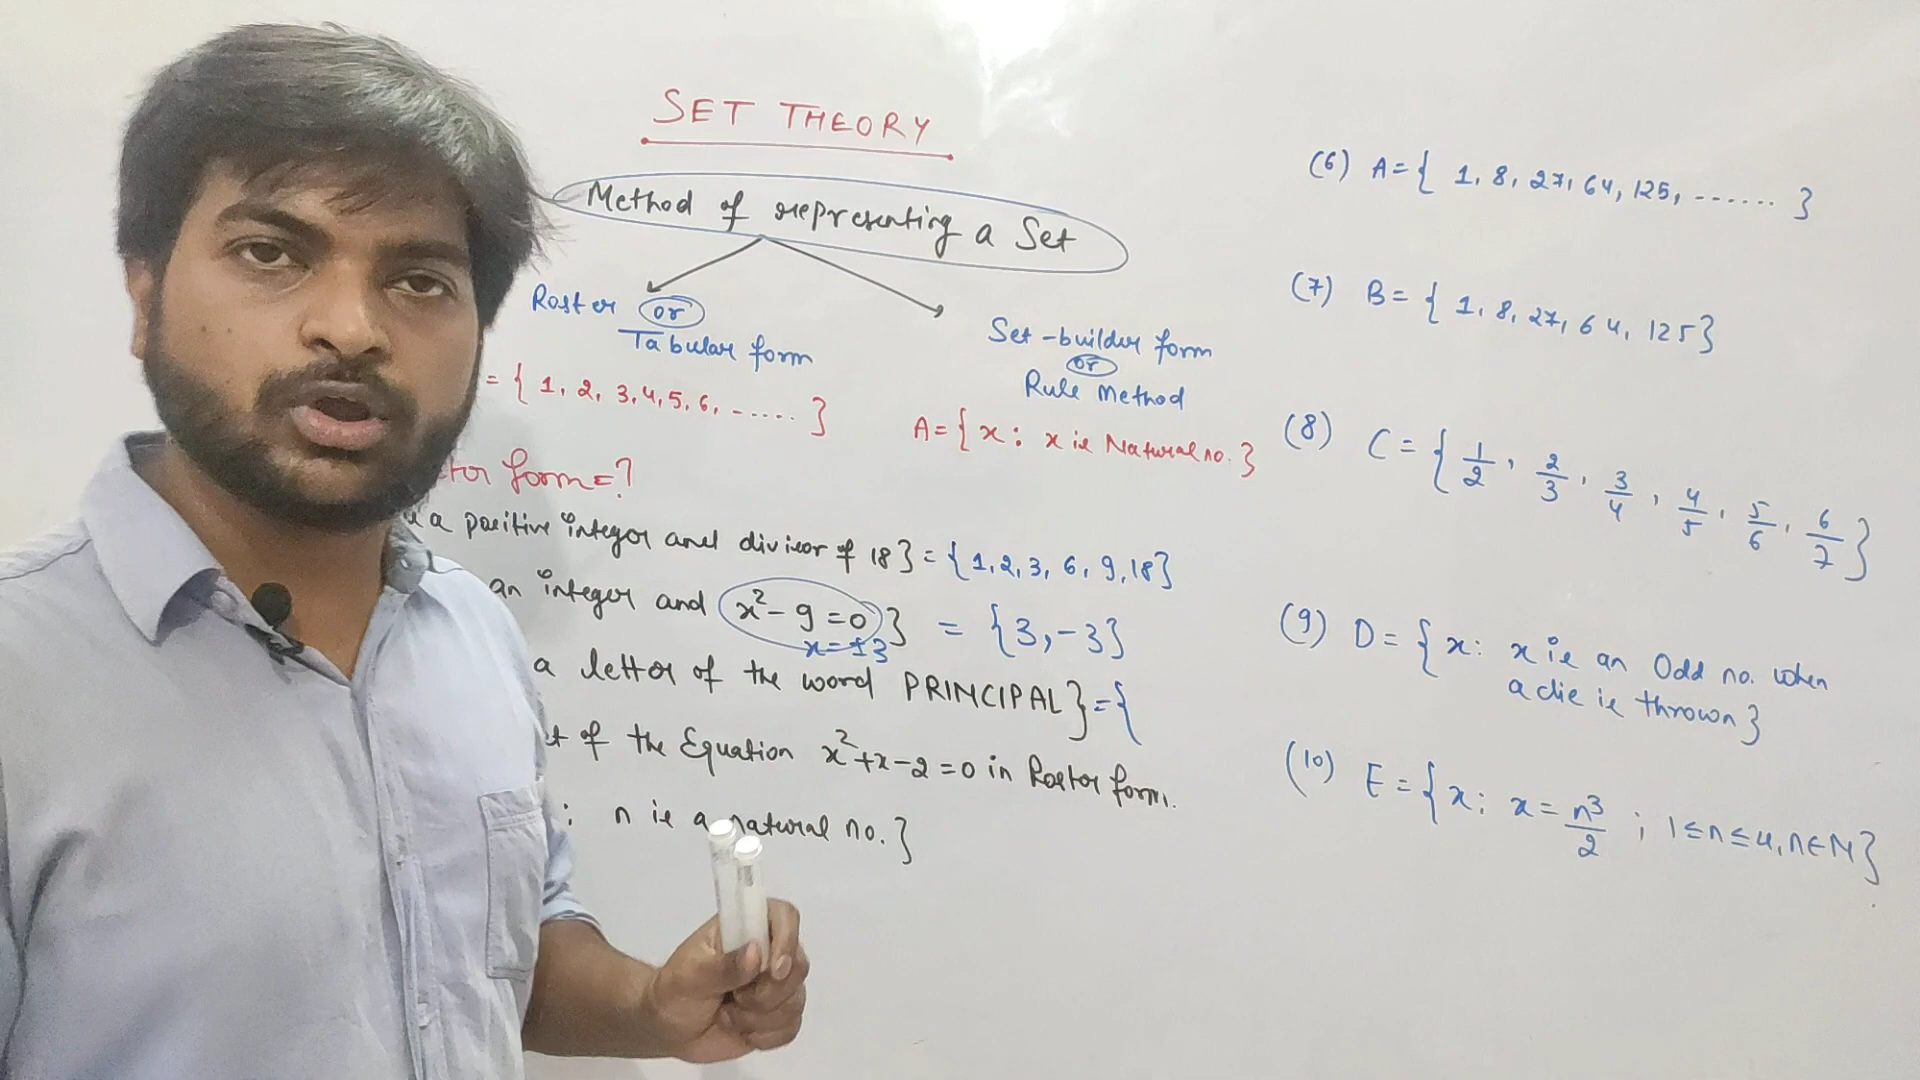 SET THEORY
Method of representing a Set
Roster or
Tabular form
Set-builder form
or
Rule Method
= { 1, 2, 3, 4, 5, 6, ...... }
A = { x : x is Natural no. }
form = ?
a positive integer and divisor of 18} = {1, 2, 3, 6, 9, 18}
an integer and x² - 9 = 0} = {3, -3}
x = ±3
a letter of the word PRINCIPAL} = {
of the Equation x² + x - 2 = 0 in Roster form.
: n is a natural no.}
(6) A = { 1, 8, 27, 64, 125, ....... }
(7) B = { 1, 8, 27, 64, 125}
(8) C = { 1/2, 2/3, 3/4, 4/5, 5/6, 6/7 }
(9) D = { x : x is an Odd no. when
a die is thrown}
(10) E = { x : x = n³/2 ; 1 ≤ n ≤ 4, n ∈ N}